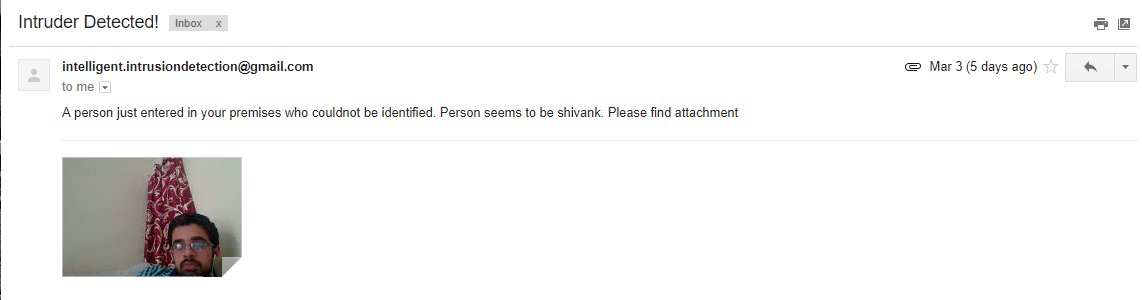 Intruder Detected! Inbox x
intelligent.intrusiondetection@gmail.com Mar 3 (5 days ago)
to me
A person just entered in your premises who couldnot be identified. Person seems to be shivank. Please find attachment